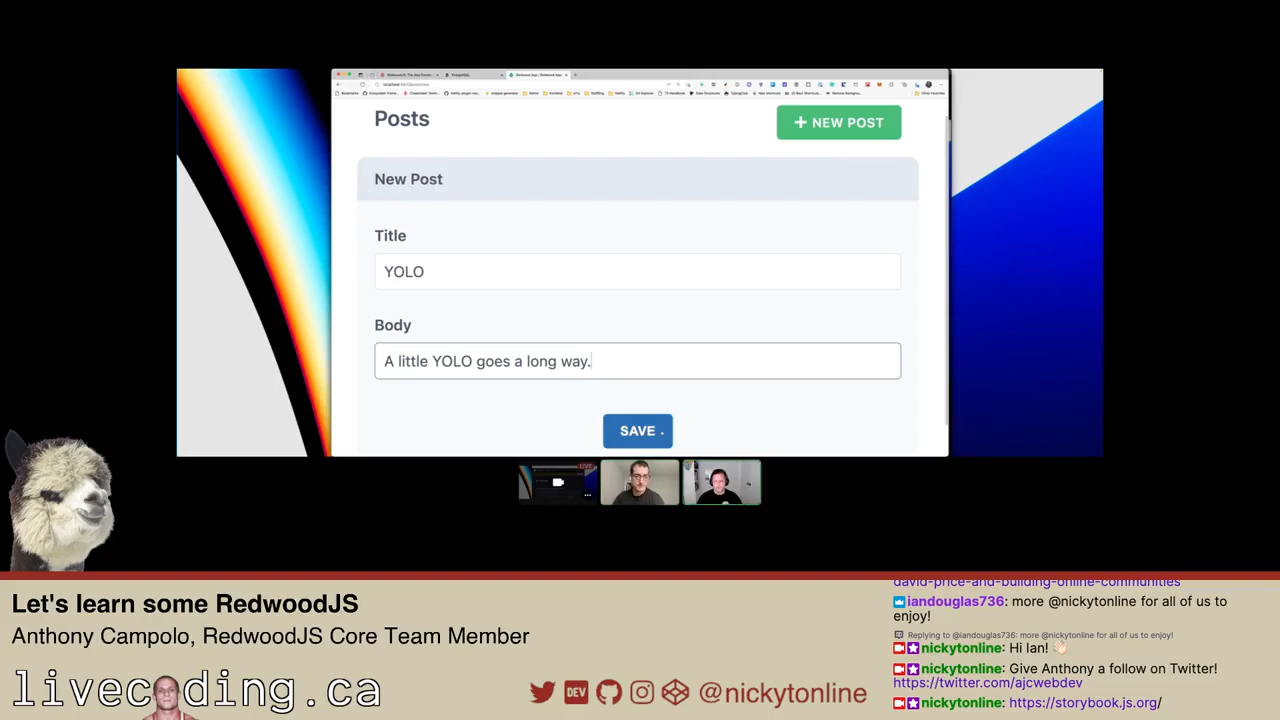 Posts
+ NEW POST
New Post
Title
YOLO
Body
A little YOLO goes a long way.
SAVE
LIVE
Let's learn some RedwoodJS
Anthony Campolo, RedwoodJS Core Team Member
livecoding.ca
DEV
@nickytonline
david-price-and-building-online-communities
iandouglas736: more @nickytonline for all of us to
enjoy!
Replying to @iandouglas736: more @nickytonline for all of us to enjoy!
nickytonline: Hi Ian! 👋🏻
nickytonline: Give Anthony a follow on Twitter!
https://twitter.com/ajcwebdev
nickytonline: https://storybook.js.org/